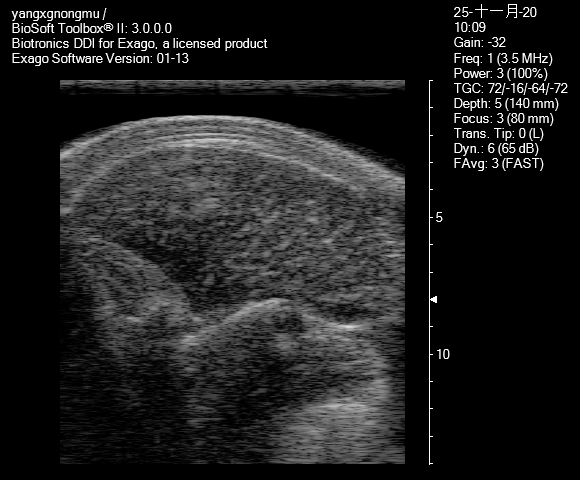 yangxgnongmu /
BioSoft Toolbox® II: 3.0.0.0
Biotronics DDI for Exago, a licensed product
Exago Software Version: 01-13
25-十一月-20
10:09
Gain: -32
Freq: 1 (3.5 MHz)
Power: 3 (100%)
TGC: 72/-16/-64/-72
Depth: 5 (140 mm)
Focus: 3 (80 mm)
Trans. Tip: 0 (L)
Dyn.: 6 (65 dB)
FAvg: 3 (FAST)
5
10